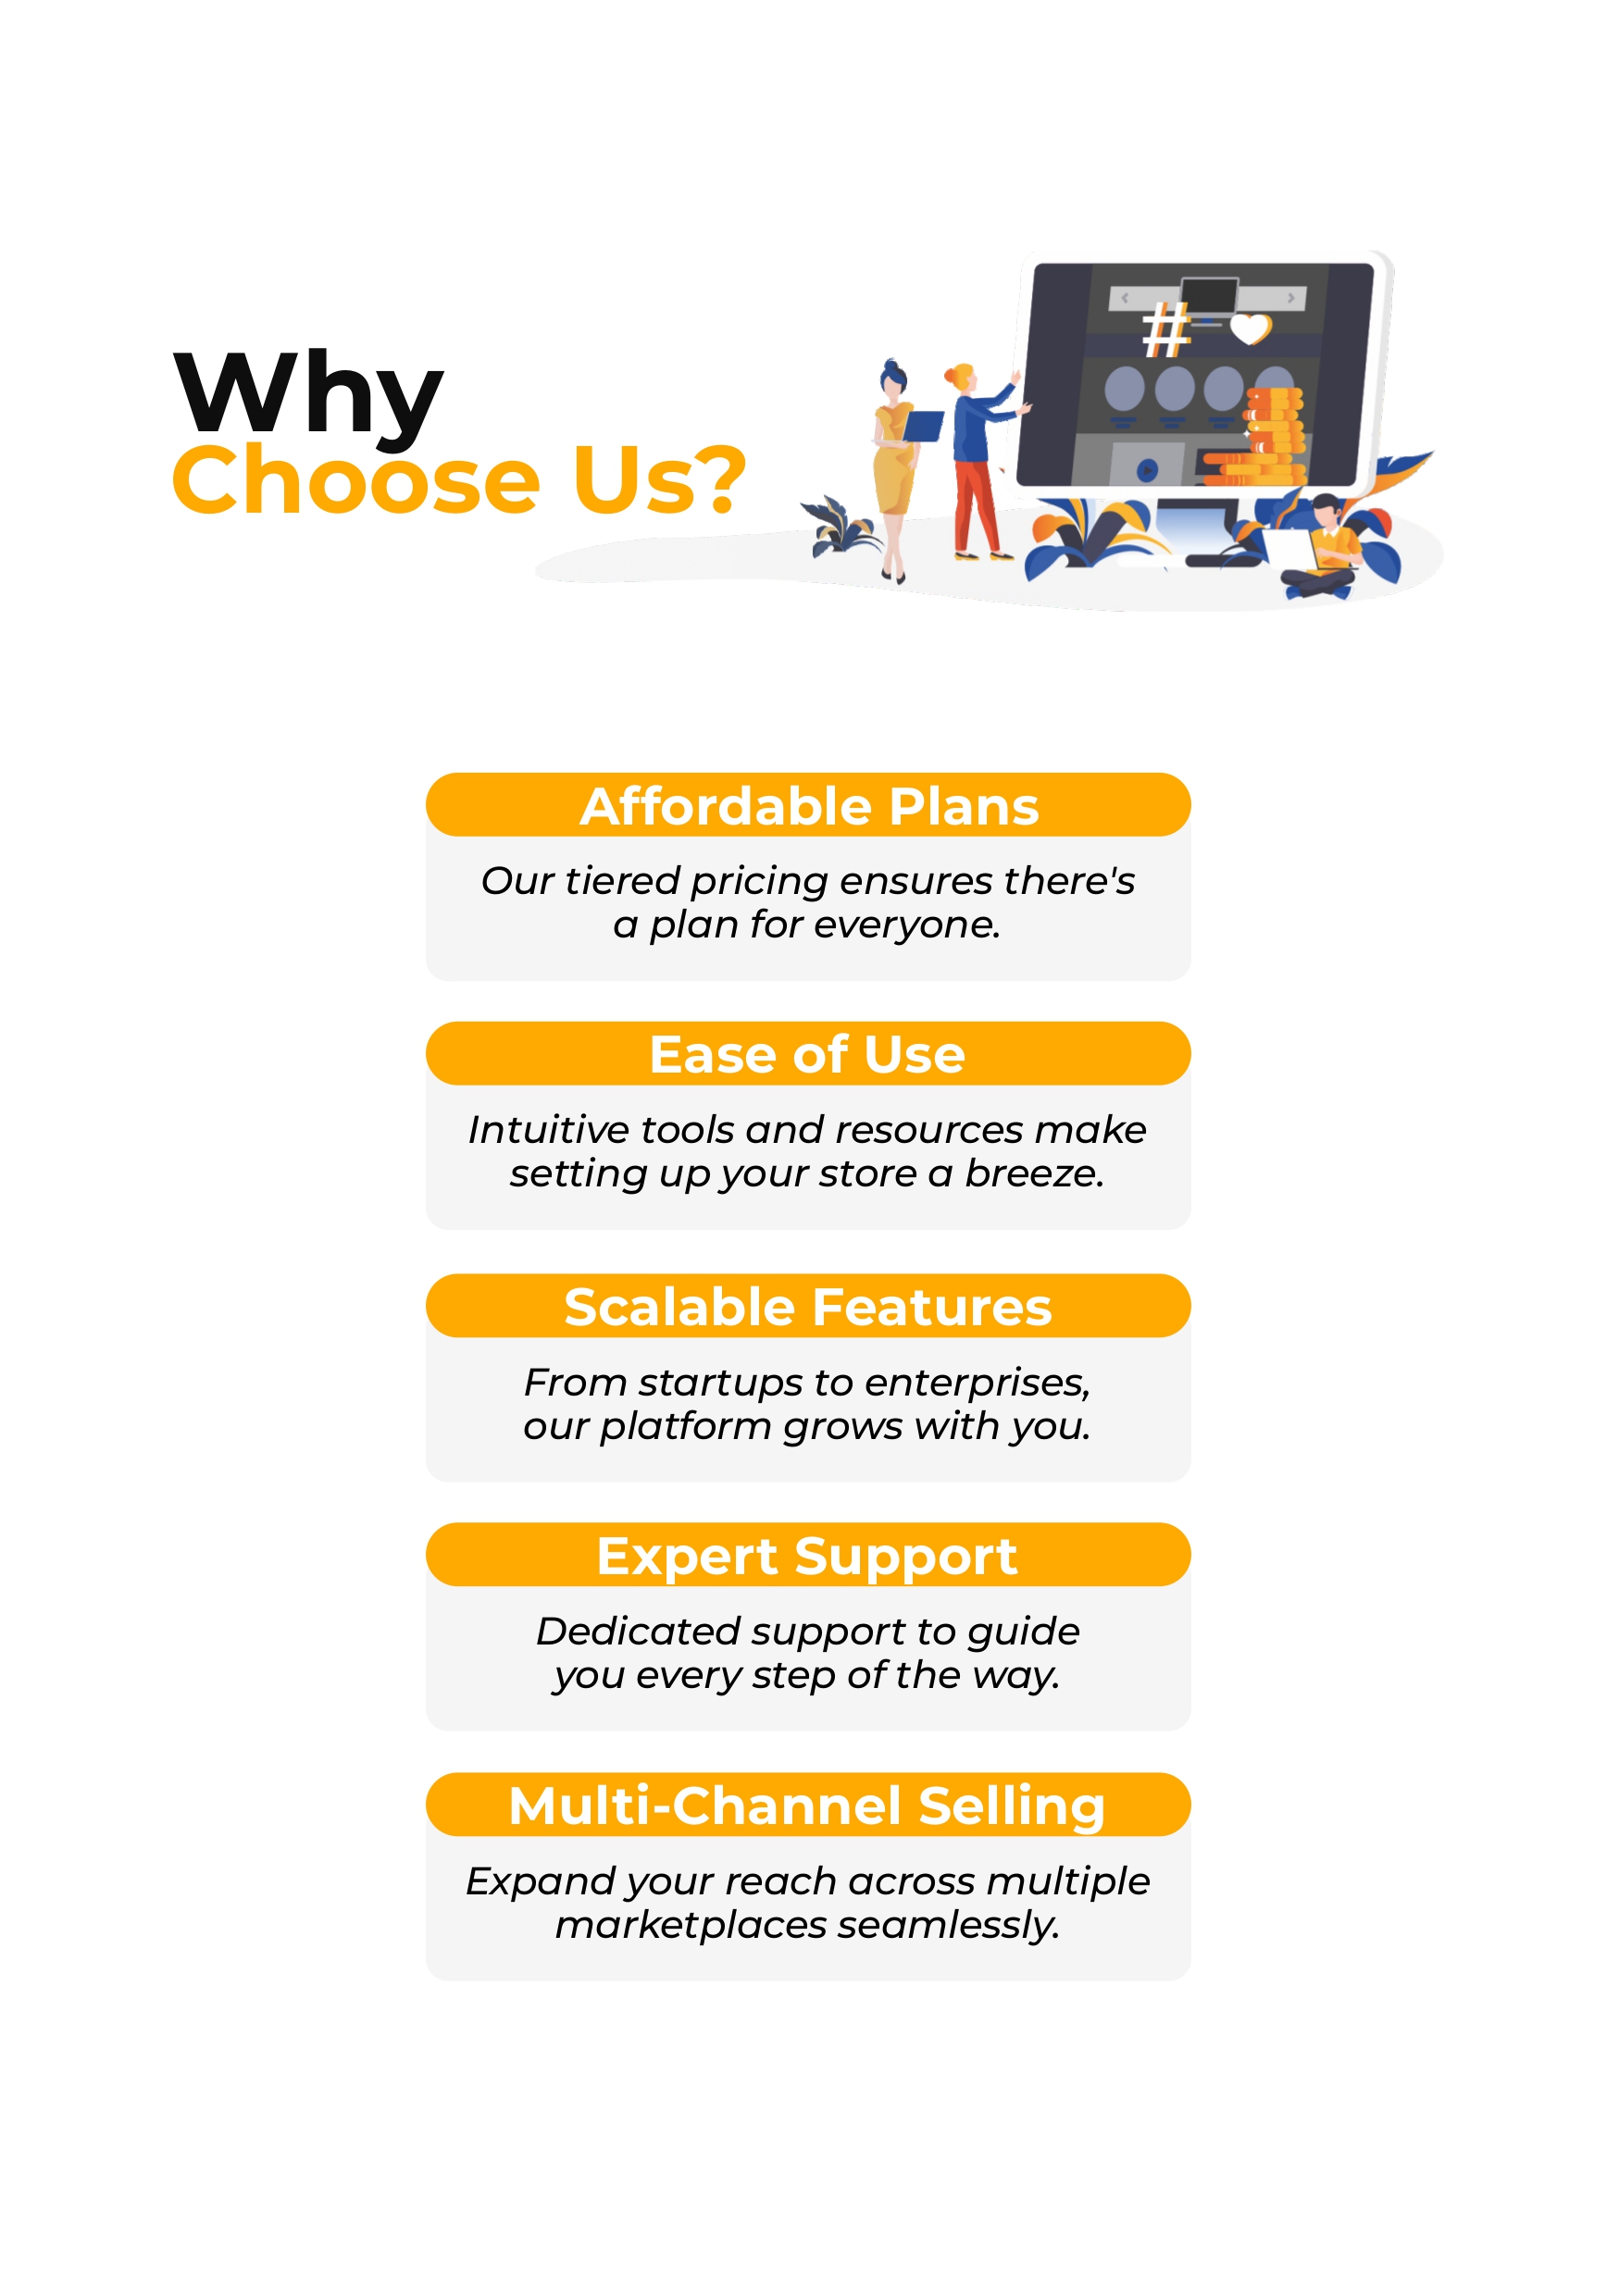 Why
Choose Us?
#
Affordable Plans
Our tiered pricing ensures there's
a plan for everyone.
Ease of Use
Intuitive tools and resources make
setting up your store a breeze.
Scalable Features
From startups to enterprises,
our platform grows with you.
Expert Support
Dedicated support to guide
you every step of the way.
Multi-Channel Selling
Expand your reach across multiple
marketplaces seamlessly.